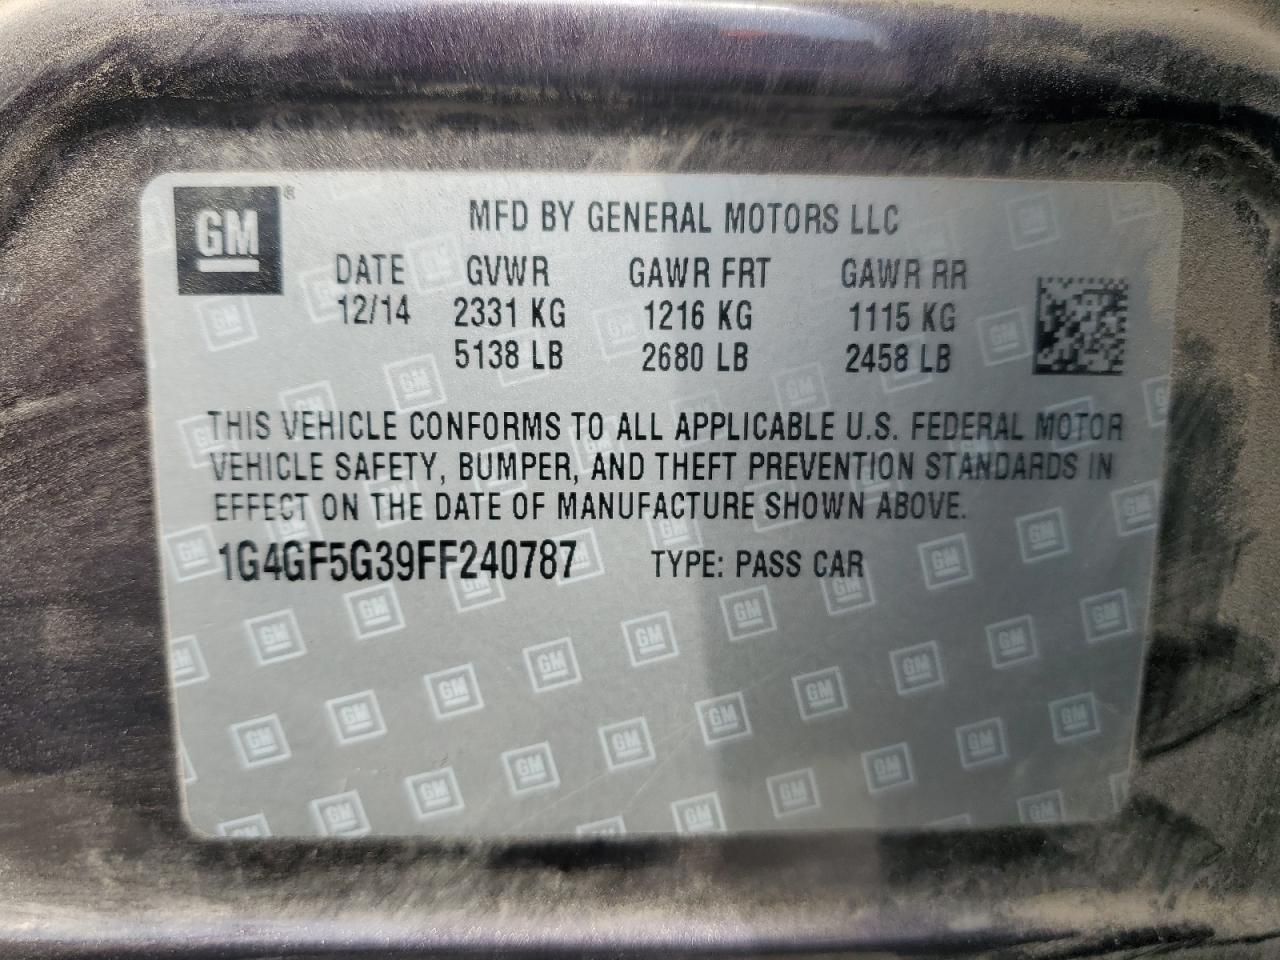 GM ®
MFD BY GENERAL MOTORS LLC
DATE GVWR GAWR FRT GAWR RR
12/14 2331 KG 1216 KG 1115 KG
5138 LB 2680 LB 2458 LB
THIS VEHICLE CONFORMS TO ALL APPLICABLE U.S. FEDERAL MOTOR
VEHICLE SAFETY, BUMPER, AND THEFT PREVENTION STANDARDS IN
EFFECT ON THE DATE OF MANUFACTURE SHOWN ABOVE.
1G4GF5G39FF240787 TYPE: PASS CAR